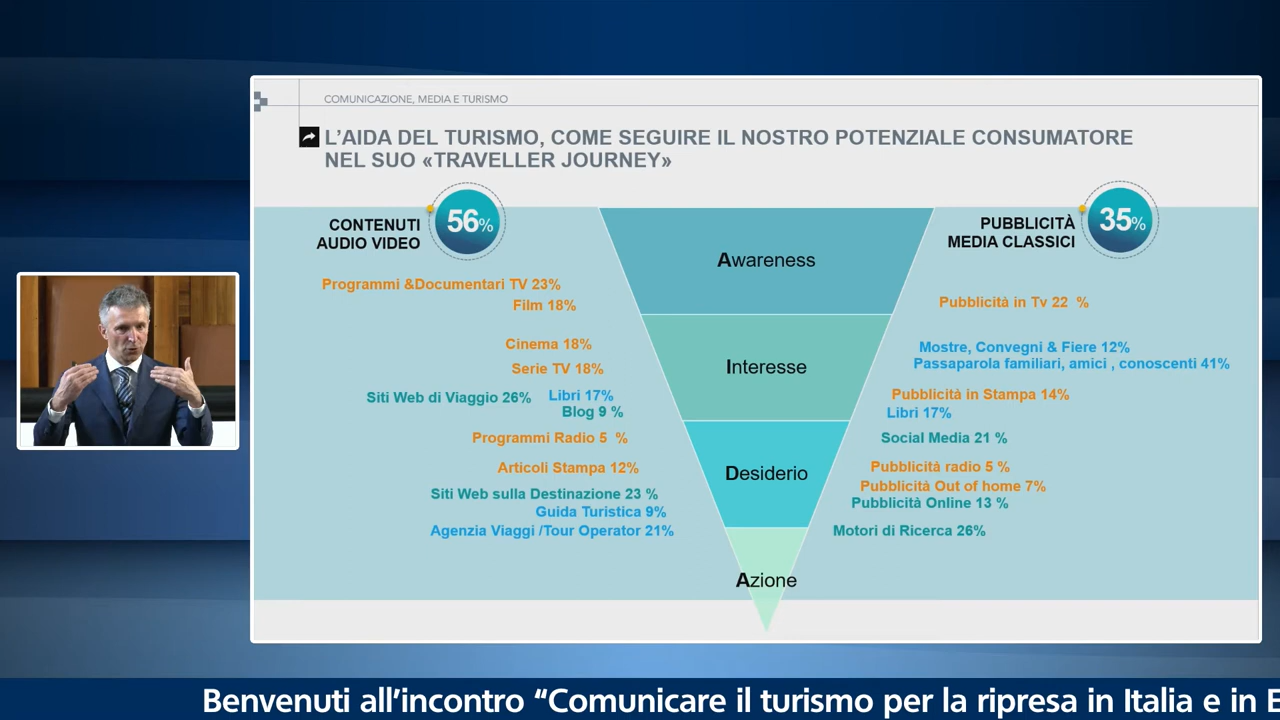 COMUNICAZIONE, MEDIA E TURISMO
L'AIDA DEL TURISMO, COME SEGUIRE IL NOSTRO POTENZIALE CONSUMATORE
NEL SUO «TRAVELLER JOURNEY»
CONTENUTI
AUDIO VIDEO
56%
Programmi &Documentari TV 23%
Film 18%
Cinema 18%
Serie TV 18%
Siti Web di Viaggio 26%
Libri 17%
Blog 9 %
Programmi Radio 5 %
Articoli Stampa 12%
Siti Web sulla Destinazione 23 %
Guida Turistica 9%
Agenzia Viaggi /Tour Operator 21%
Awareness
Interesse
Desiderio
Azione
PUBBLICITÀ
MEDIA CLASSICI
35%
Pubblicità in Tv 22 %
Mostre, Convegni & Fiere 12%
Passaparola familiari, amici , conoscenti 41%
Pubblicità in Stampa 14%
Libri 17%
Social Media 21 %
Pubblicità radio 5 %
Pubblicità Out of home 7%
Pubblicità Online 13 %
Motori di Ricerca 26%
Benvenuti all'incontro “Comunicare il turismo per la ripresa in Italia e in E